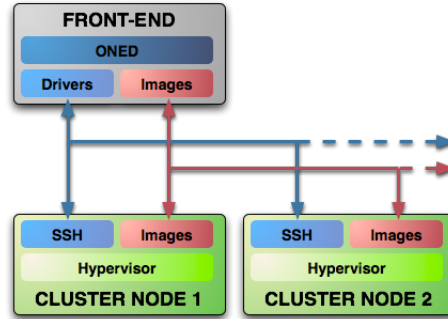 FRONT-END
ONED
Drivers Images
SSH Images
Hypervisor
CLUSTER NODE 1
SSH Images
Hypervisor
CLUSTER NODE 2